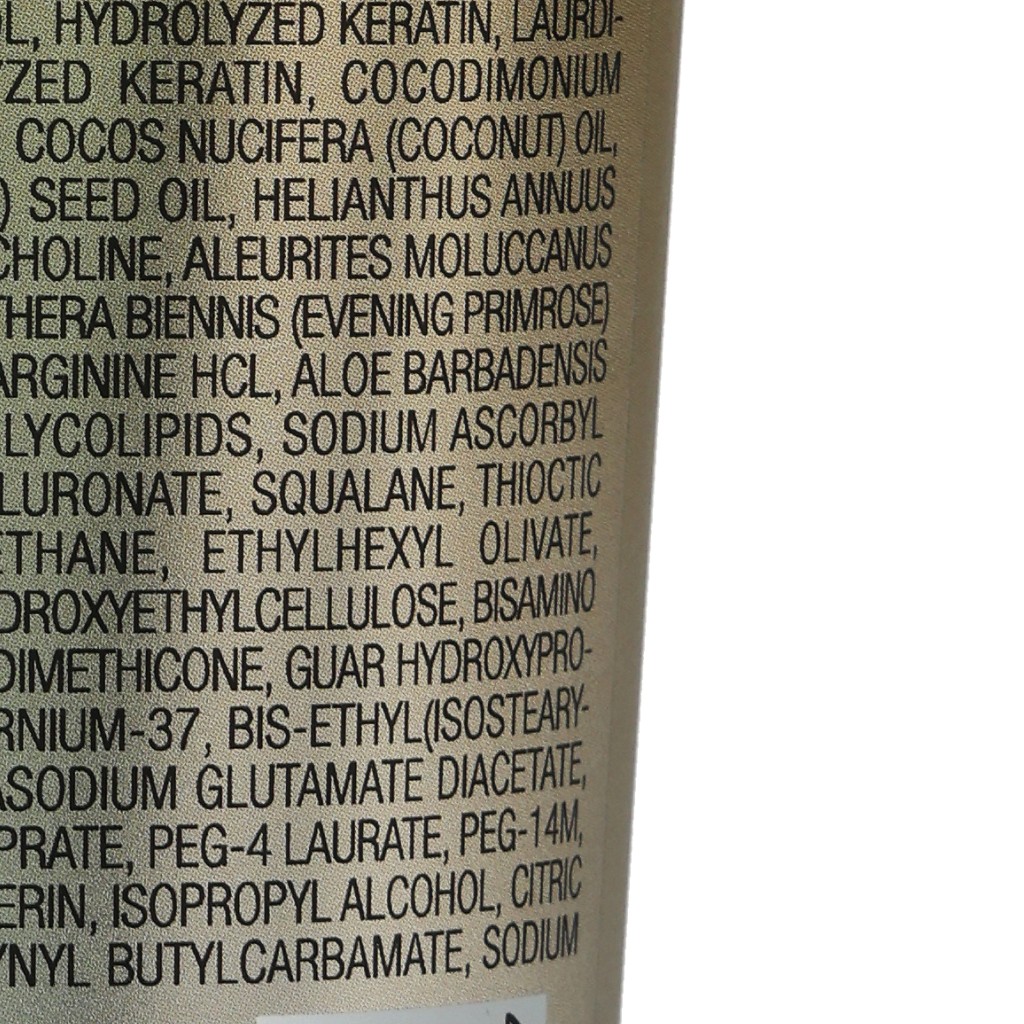 L, HYDROLYZED KERATIN, LAURDI-
YZED KERATIN, COCODIMONIUM
COCOS NUCIFERA (COCONUT) OIL,
) SEED OIL, HELIANTHUS ANNUUS
CHOLINE, ALEURITES MOLUCCANUS
THERA BIENNIS (EVENING PRIMROSE)
ARGININE HCL, ALOE BARBADENSIS
LYCOLIPIDS, SODIUM ASCORBYL
LURONATE, SQUALANE, THIOCTIC
ETHANE, ETHYLHEXYL OLIVATE,
DROXYETHYLCELLULOSE, BISAMINO
DIMETHICONE, GUAR HYDROXYPRO-
RNIUM-37, BIS-ETHYL(ISOSTEARY-
ASODIUM GLUTAMATE DIACETATE,
PRATE, PEG-4 LAURATE, PEG-14M,
ERIN, ISOPROPYL ALCOHOL, CITRIC
YNYL BUTYLCARBAMATE, SODIUM